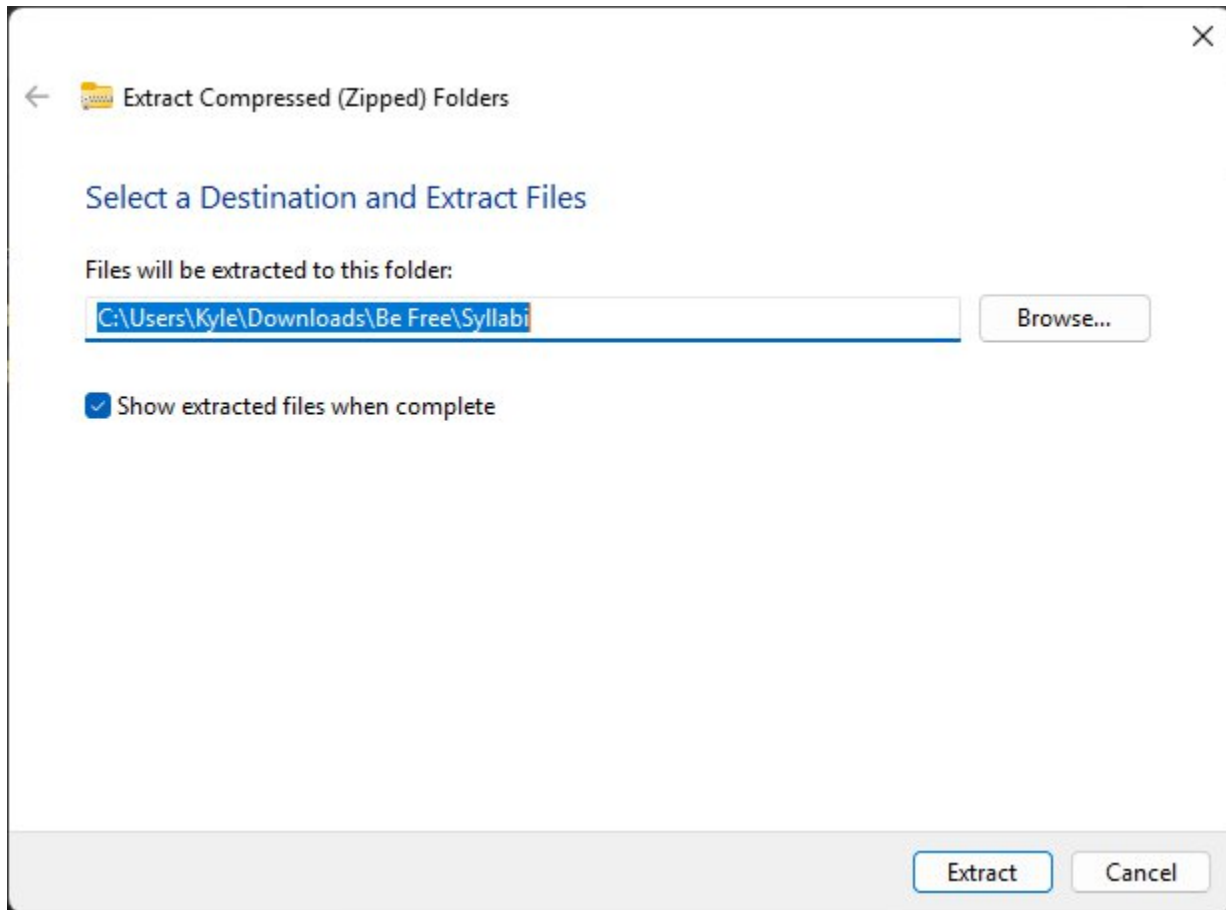 Extract Compressed (Zipped) Folders
Select a Destination and Extract Files
Files will be extracted to this folder:
C:\Users\Kyle\Downloads\Be Free\Syllabi
Browse...
Show extracted files when complete
Extract
Cancel